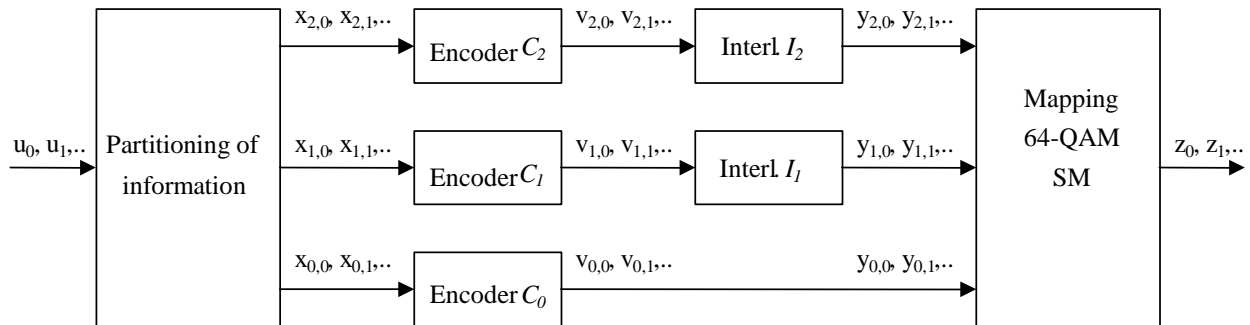 x2,0, x2,1,.. v2,0, v2,1,.. y2,0, y2,1,..
Encoder C2 Interl. I2
u0, u1,.. Partitioning of information
x1,0, x1,1,.. v1,0, v1,1,.. y1,0, y1,1,..
Encoder C1 Interl. I1
Mapping
64-QAM
SM
z0, z1,..
x0,0, x0,1,.. v0,0, v0,1,.. y0,0, y0,1,..
Encoder C0